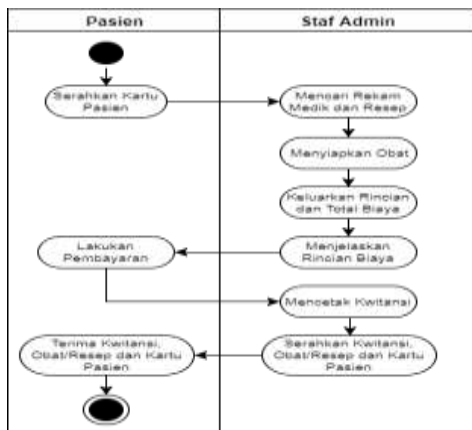 Pasien
Staf Admin
Serahkan Kartu
Pasien
Mencari Rekam
Medik dan Resep
Menyiapkan Obat
Keluarkan Rincian
dan Total Biaya
Menjelaskan
Rincian Biaya
Lakukan
Pembayaran
Mencetak Kwitansi
Serahkan Kwitansi,
Obat/Resep dan Kartu
Pasien
Terima Kwitansi,
Obat/Resep dan Kartu
Pasien